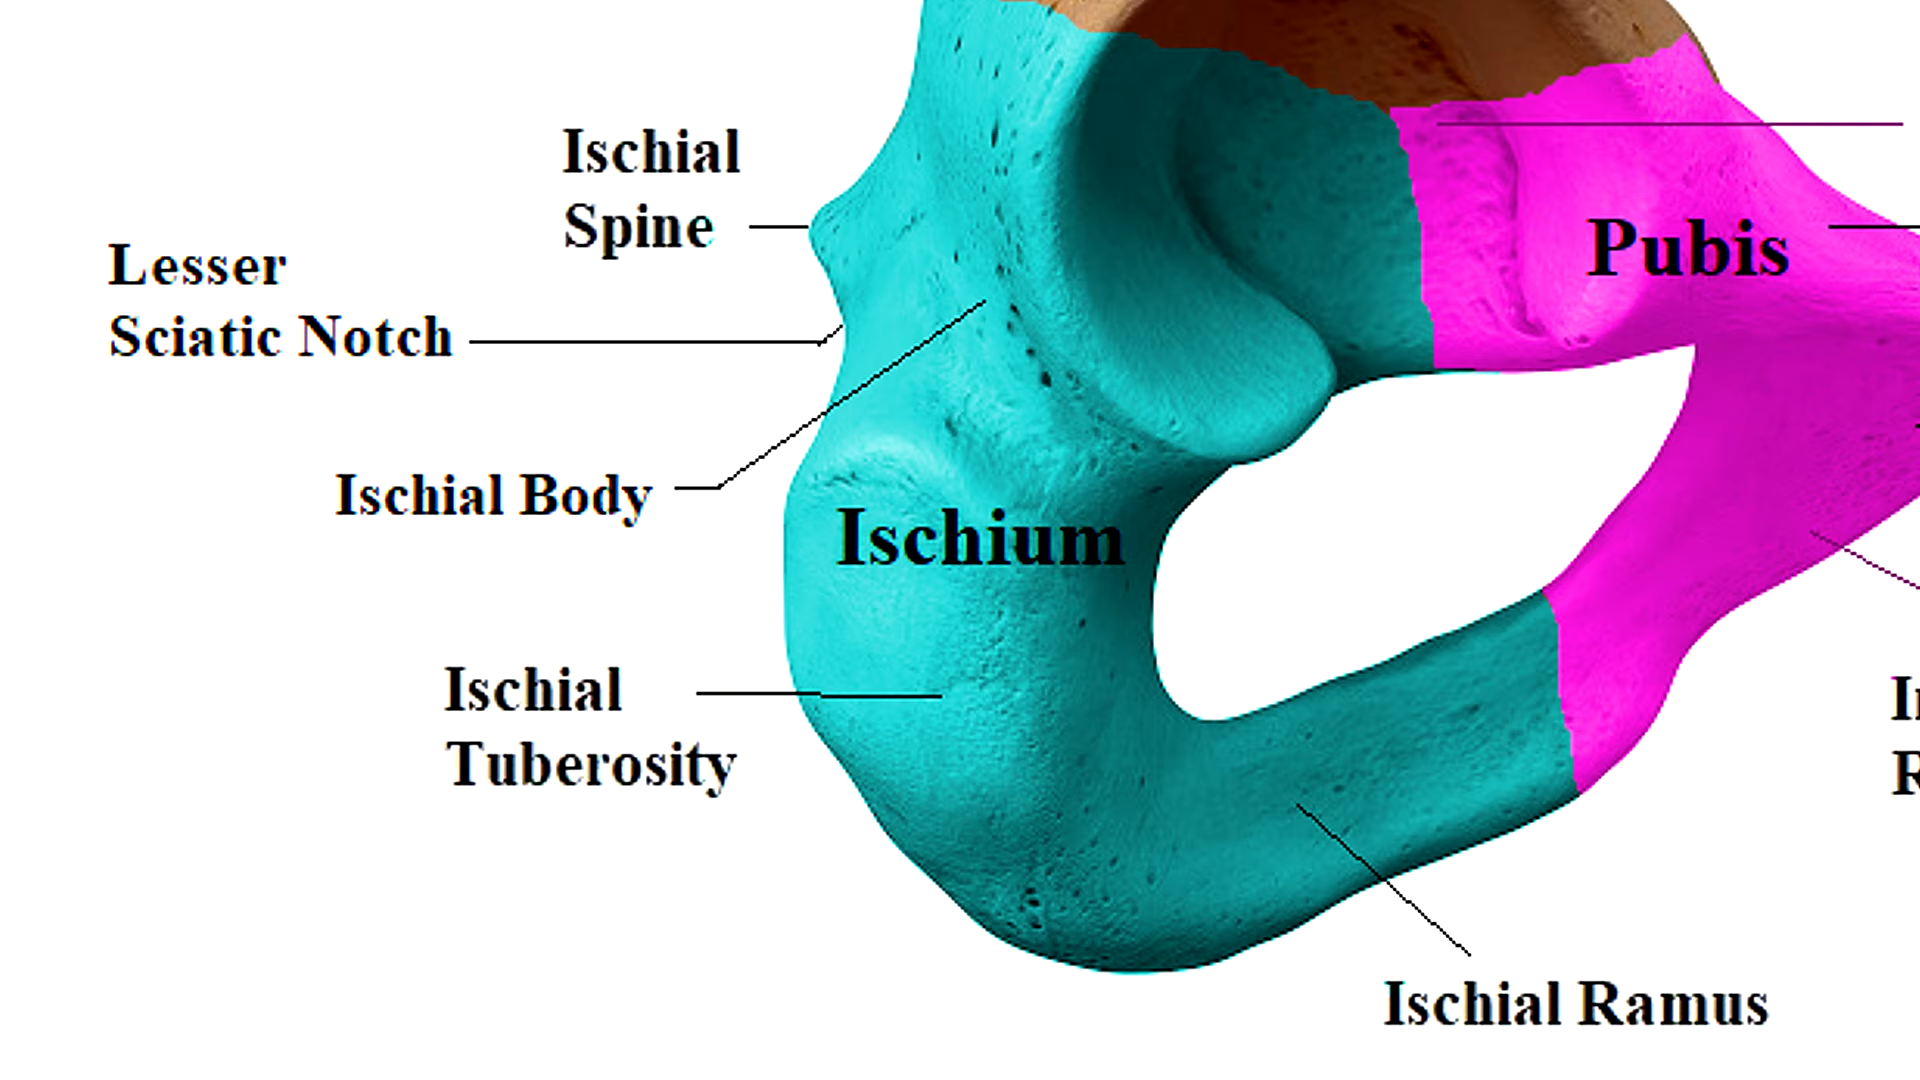 Ischial
Spine
Lesser
Sciatic Notch
Pubis
Ischial Body
Ischium
Ischial
Tuberosity
Ischial Ramus